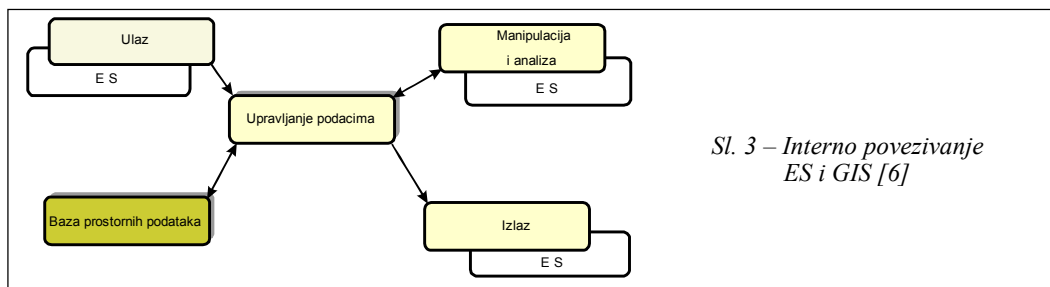 Ulaz
E S
Manipulacija
i analiza
E S
Upravljanje podacima
Baza prostornih podataka
Izlaz
E S
Sl. 3 – Interno povezivanje
ES i GIS [6]